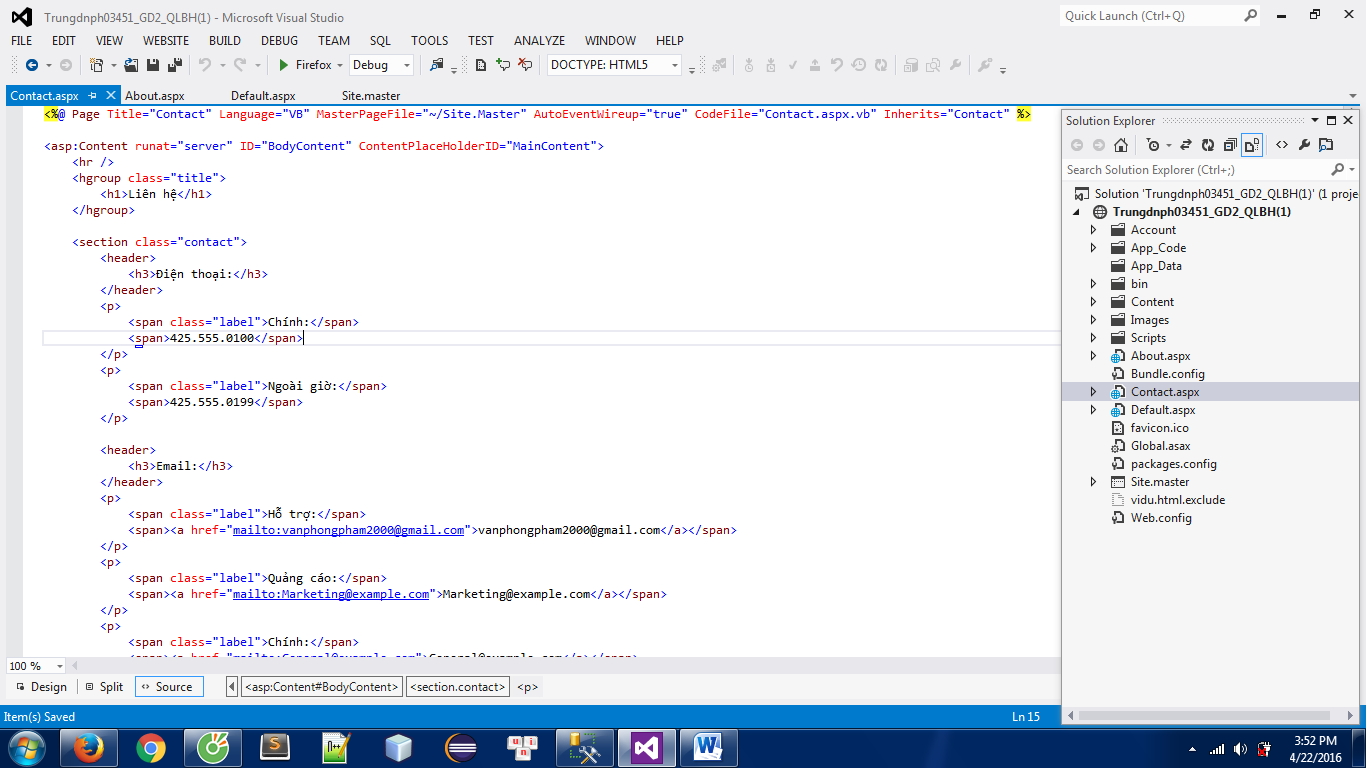 Trungdnph03451_GD2_QLBH(1) - Microsoft Visual Studio
Quick Launch (Ctrl+Q)
FILE EDIT VIEW WEBSITE BUILD DEBUG TEAM SQL TOOLS TEST ANALYZE WINDOW HELP
Firefox Debug DOCTYPE: HTML5
Contact.aspx About.aspx Default.aspx Site.master
<%@ Page Title="Contact" Language="VB" MasterPageFile="~/Site.Master" AutoEventWireup="true" CodeFile="Contact.aspx.vb" Inherits="Contact" %>
<asp:Content runat="server" ID="BodyContent" ContentPlaceHolderID="MainContent">
<hr />
<hgroup class="title">
<h1>Liên hệ</h1>
</hgroup>
<section class="contact">
<header>
<h3>Điện thoại:</h3>
</header>
<p>
<span class="label">Chính:</span>
<span>425.555.0100</span>
</p>
<p>
<span class="label">Ngoài giờ:</span>
<span>425.555.0199</span>
</p>
<header>
<h3>Email:</h3>
</header>
<p>
<span class="label">Hỗ trợ:</span>
<span><a href="mailto:vanphongpham2000@gmail.com">vanphongpham2000@gmail.com</a></span>
</p>
<p>
<span class="label">Quảng cáo:</span>
<span><a href="mailto:Marketing@example.com">Marketing@example.com</a></span>
</p>
<p>
<span class="label">Chính:</span>
<span><a href="mailto:General@example.com">General@example.com</a></span>
100 %
Design Split Source <asp:Content#BodyContent> <section.contact> <p>
Item(s) Saved
Ln 15
Solution Explorer
Search Solution Explorer (Ctrl+;)
Solution 'Trungdnph03451_GD2_QLBH(1)' (1 proje
Trungdnph03451_GD2_QLBH(1)
Account
App_Code
App_Data
bin
Content
Images
Scripts
About.aspx
Bundle.config
Contact.aspx
Default.aspx
favicon.ico
Global.asax
packages.config
Site.master
vidu.html.exclude
Web.config
3:52 PM
4/22/2016